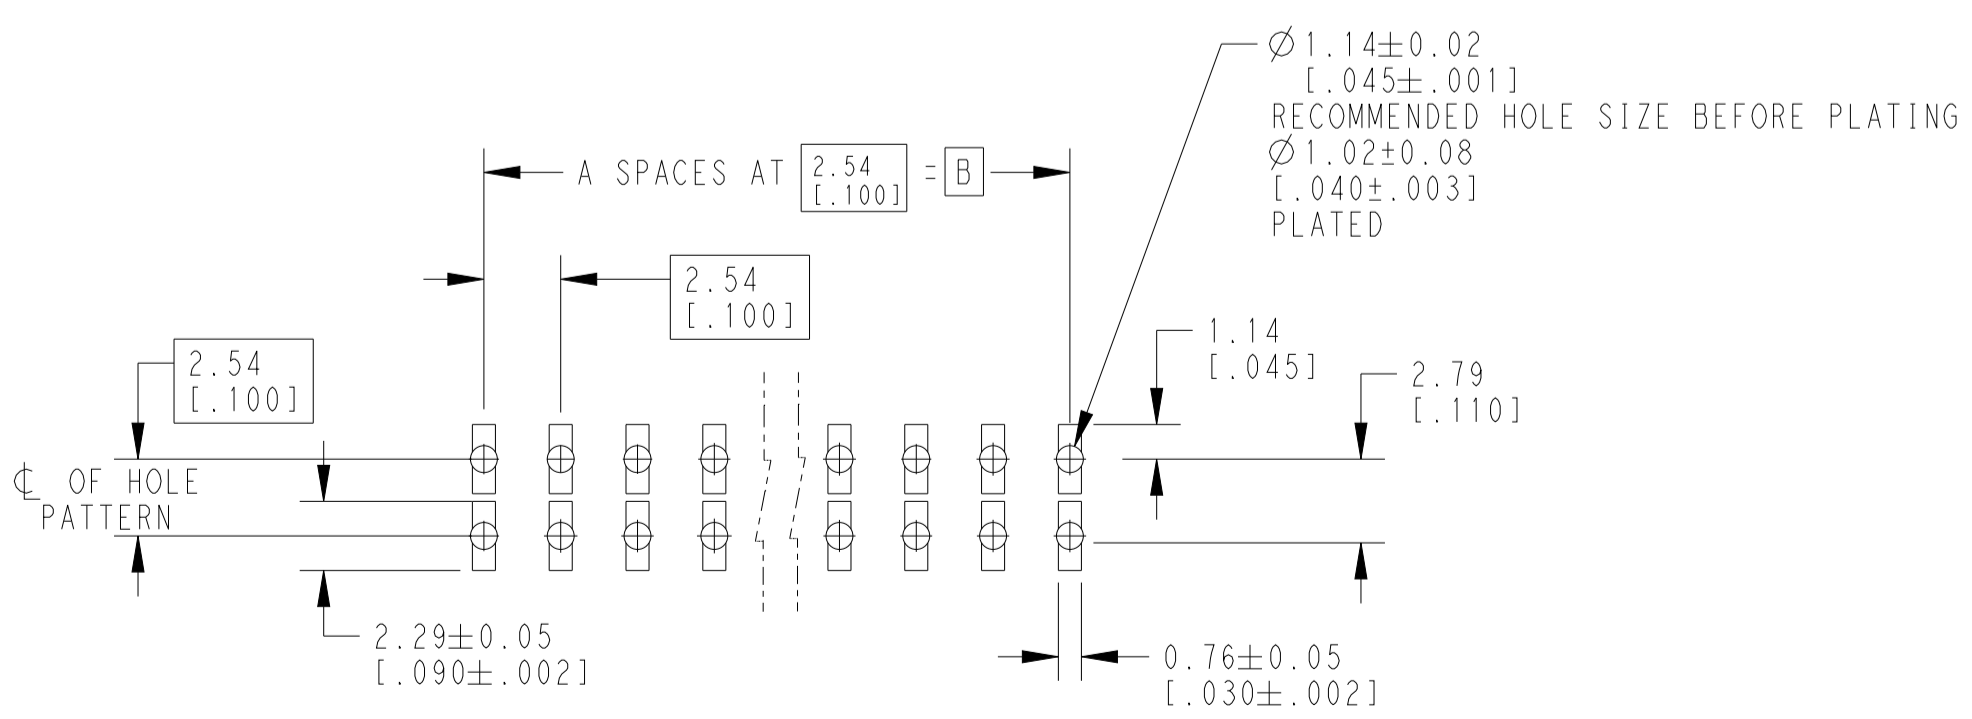 Ø1.14±0.02
[.045±.001]
RECOMMENDED HOLE SIZE BEFORE PLATING
Ø1.02±0.08
[.040±.003]
PLATED
A SPACES AT 2.54 [.100] = B
2.54
[.100]
2.54
[.100]
1.14
[.045]
2.79
[.110]
℄ OF HOLE
PATTERN
2.29±0.05
[.090±.002]
0.76±0.05
[.030±.002]